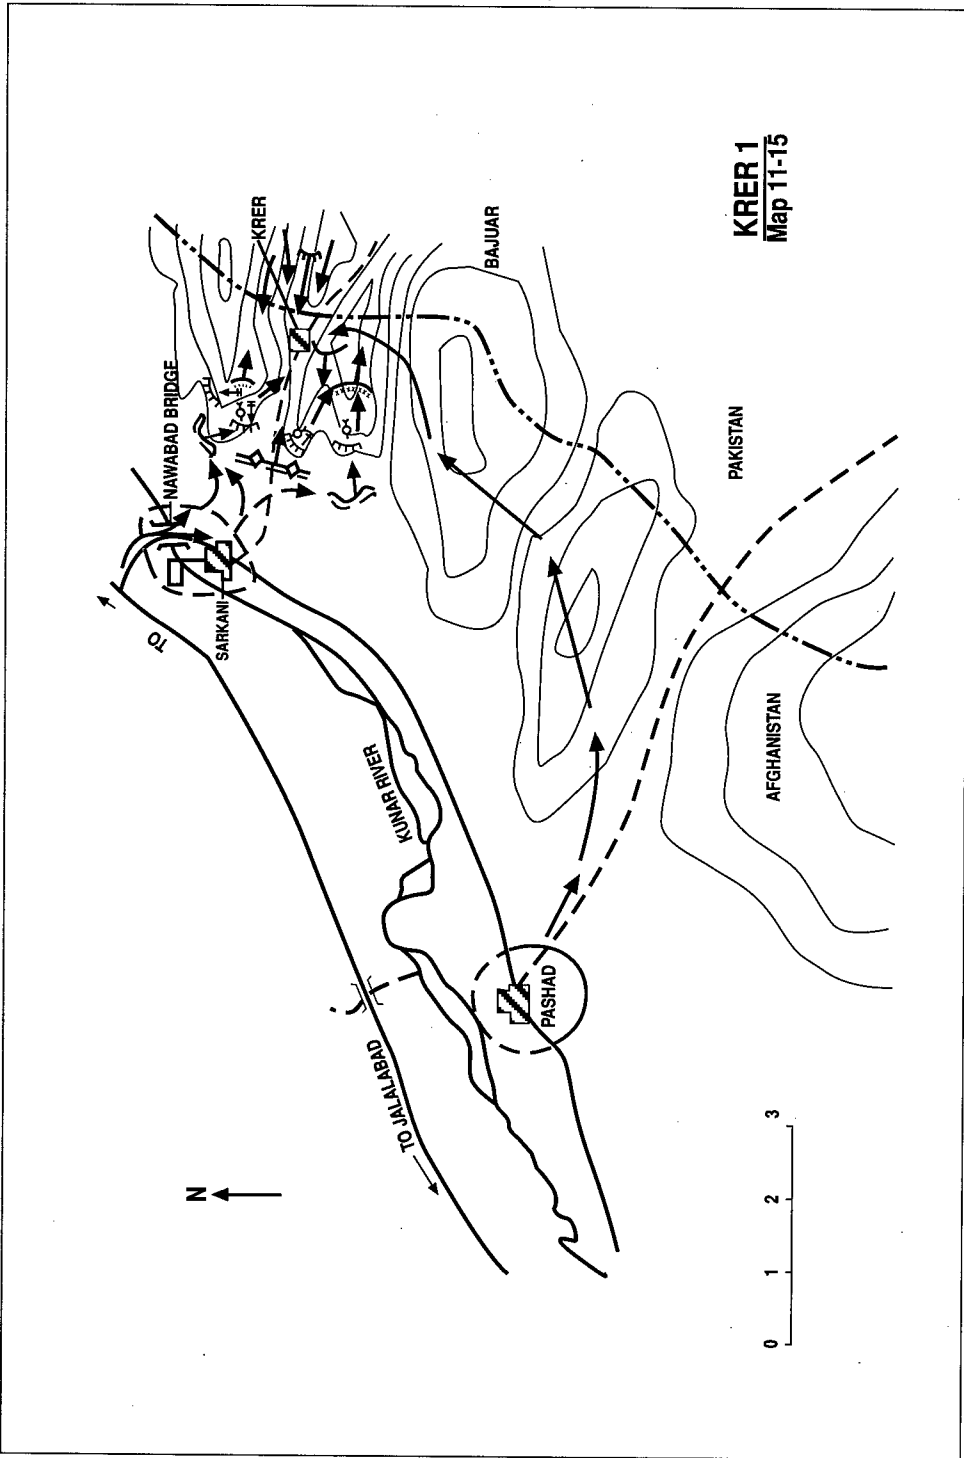 KRER
NAWABAD BRIDGE
TO
SARKANI
BAJUAR
KUNAR RIVER
PAKISTAN
AFGHANISTAN
PASHAD
TO JALALABAD
N
0 1 2 3
KRER 1
Map 11-15